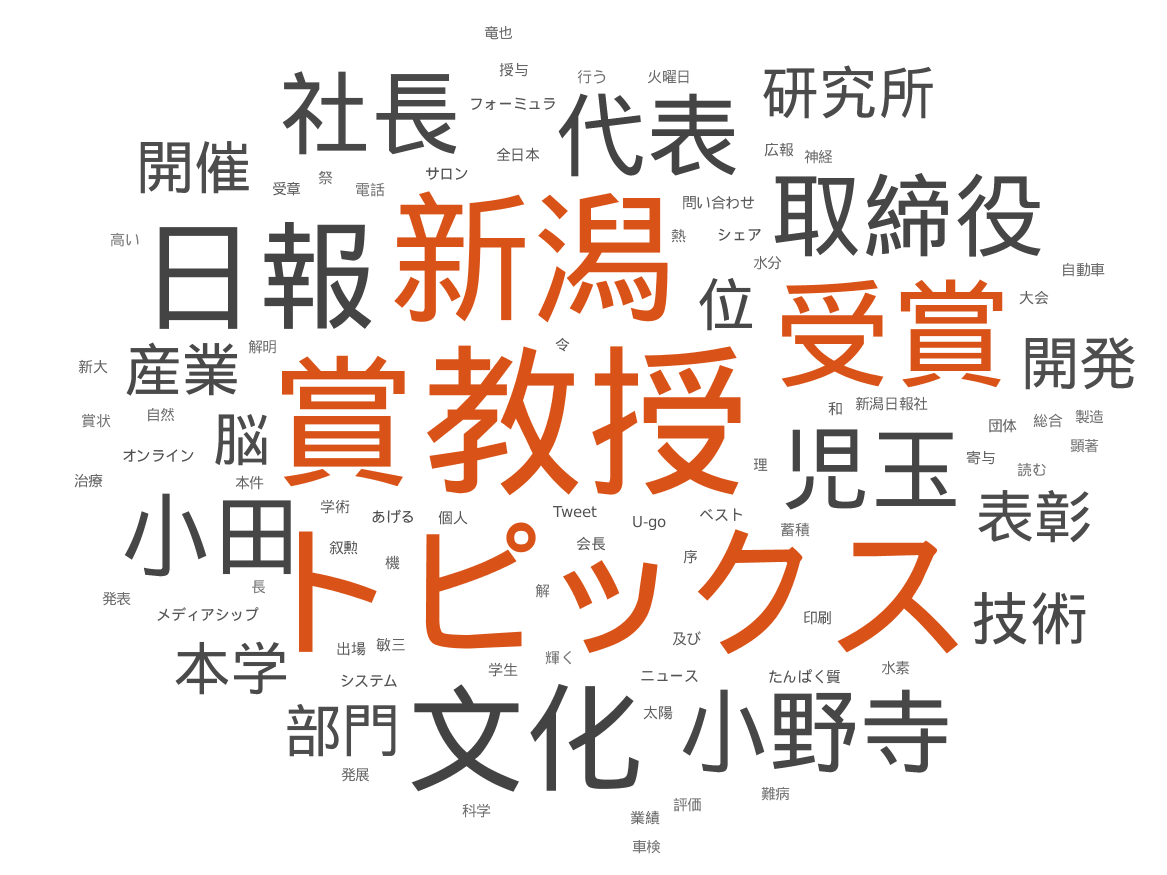 竜也
授与
行う
火曜日
研究所
社長
フォーミュラ
代表
開催
全日本
広報
神経
受章
祭
電話
サロン
取締役
高い
日報
新潟
問い合わせ
熱
シェア
水分
自動車
位
受賞
大会
新大
産業
解明
令
開発
賞状
自然
賞
教授
和
新潟日報社
団体
総合
製造
顕著
オンライン
脳
理
児玉
寄与
読む
治療
本件
小田
学術
あげる
個人
Tweet
U-go
ベスト
蓄積
表彰
叙勲
機
会長
序
トピックス
発表
長
解
メディアシップ
印刷
技術
本学
出場
敏三
及び
学生
輝く
システム
ニュース
たんぱく質
水素
部門
文化
太陽
小野寺
発展
科学
業績
評価
難病
車検